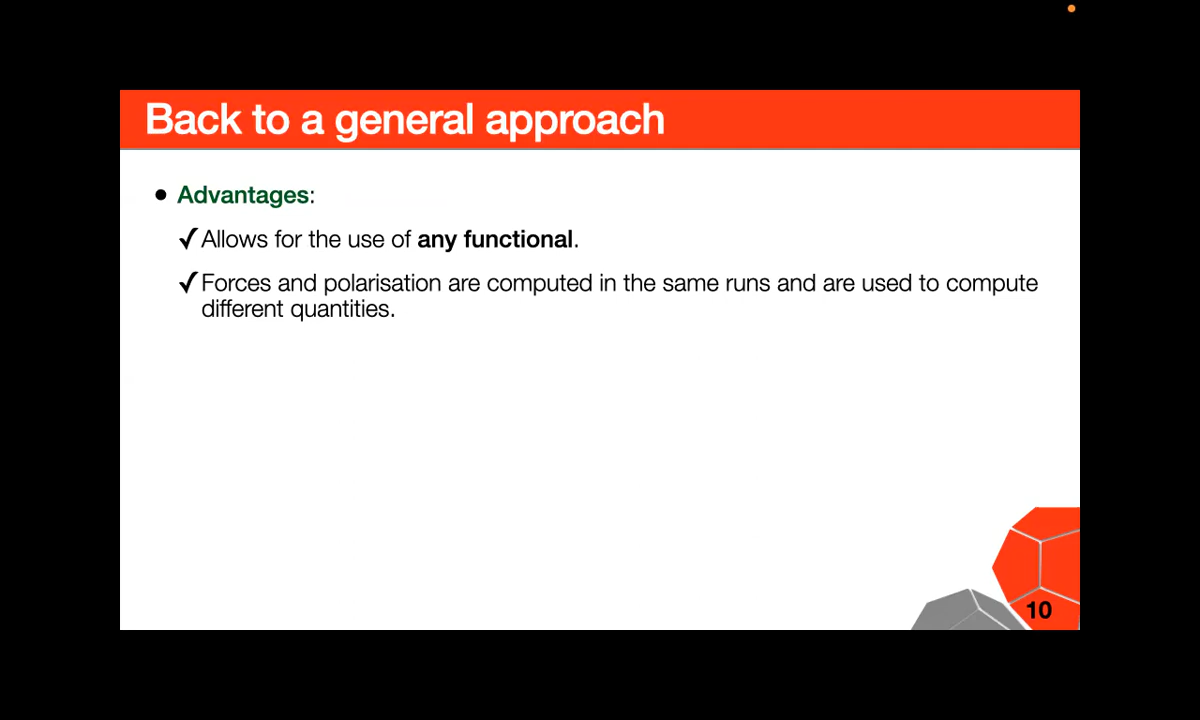 Back to a general approach
● Advantages:
✓Allows for the use of any functional.
✓Forces and polarisation are computed in the same runs and are used to compute
different quantities.
10